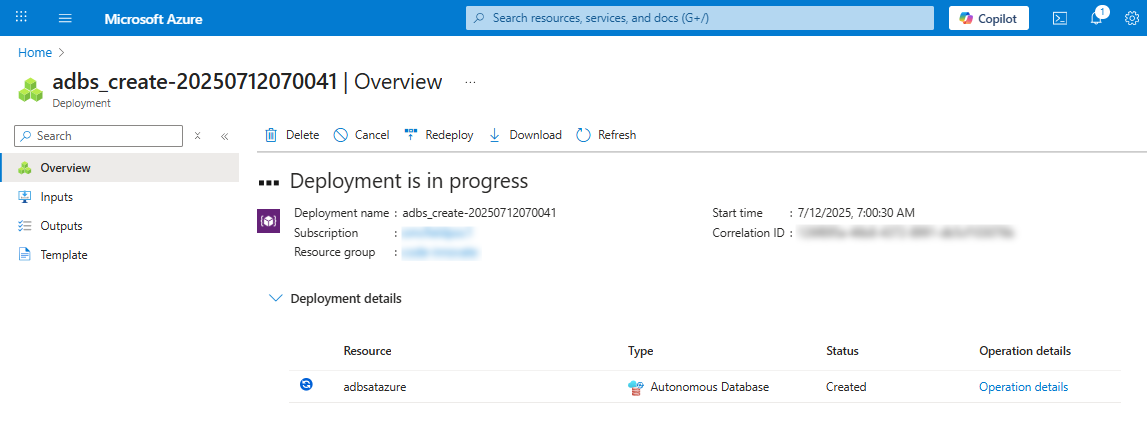 Microsoft Azure
Search resources, services, and docs (G+/)
Copilot
1
Home
adbs_create-20250712070041 | Overview ...
Deployment
Search
Delete Cancel Redeploy Download Refresh
Overview
Inputs
Outputs
Template
Deployment is in progress
Deployment name : adbs_create-20250712070041
Subscription :
Resource group :
Start time : 7/12/2025, 7:00:30 AM
Correlation ID :
Deployment details
Resource Type Status Operation details
adbsatazure Autonomous Database Created Operation details